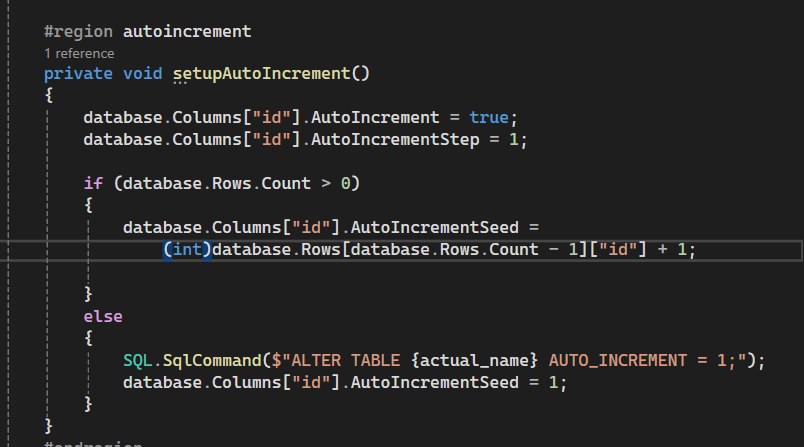 #region autoincrement
1 reference
private void setupAutoIncrement()
{
database.Columns["id"].AutoIncrement = true;
database.Columns["id"].AutoIncrementStep = 1;
if (database.Rows.Count > 0)
{
database.Columns["id"].AutoIncrementSeed =
(int)database.Rows[database.Rows.Count - 1]["id"] + 1;
}
else
{
SQL.SqlCommand($"ALTER TABLE {actual_name} AUTO_INCREMENT = 1;");
database.Columns["id"].AutoIncrementSeed = 1;
}
}
#endregion